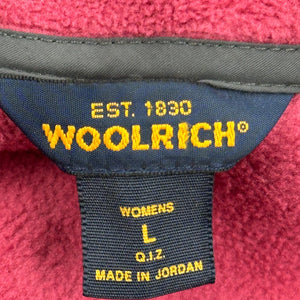 EST. 1830
WOOLRICH®
WOMENS
L
Q.I.Z.
MADE IN JORDAN